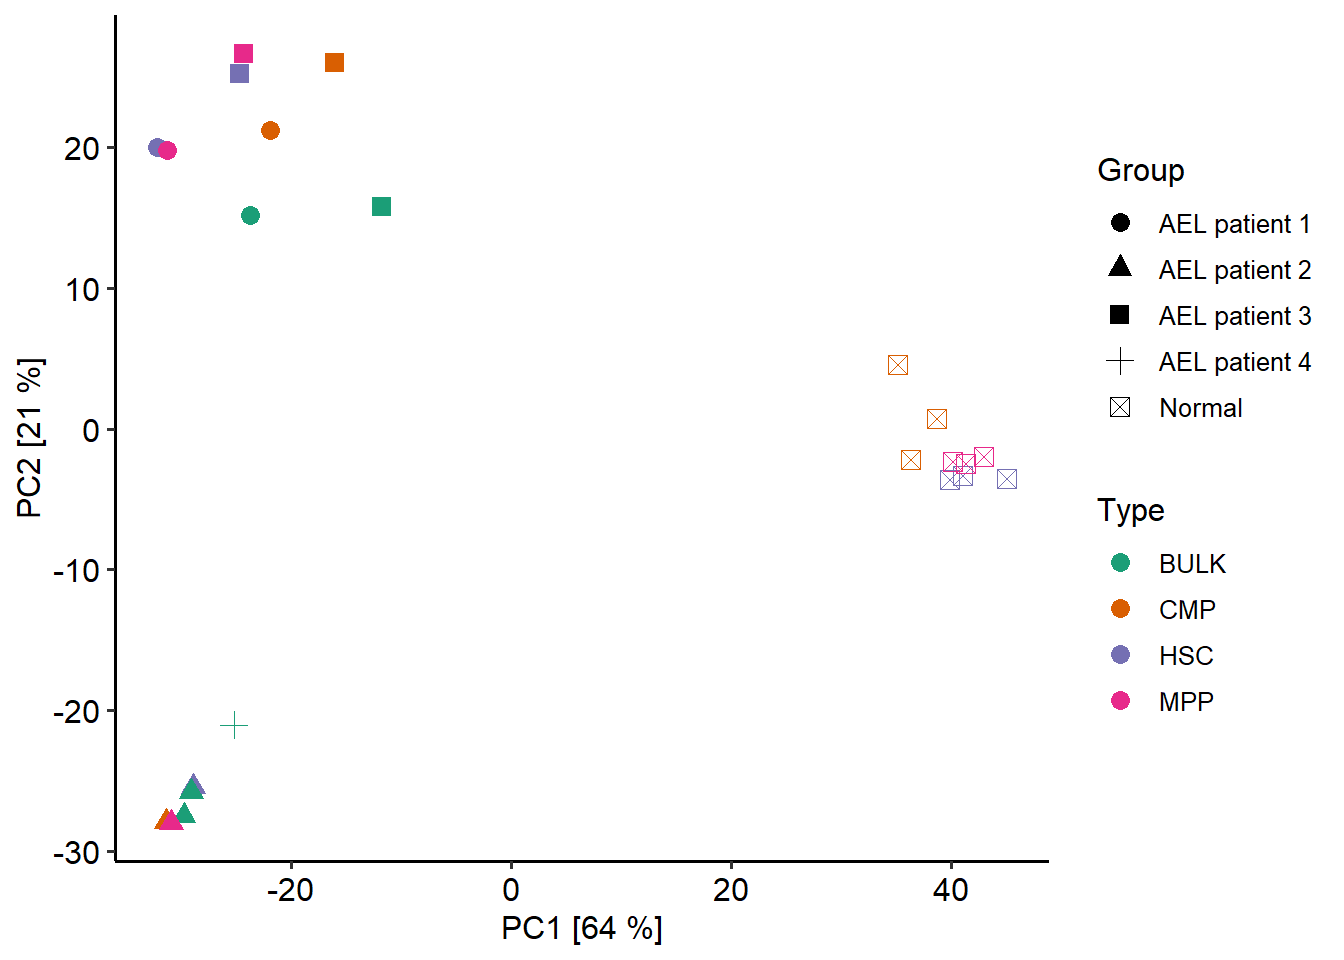 20
10
0
-10
-20
-30
PC2 [21 %]
-20
0
20
40
PC1 [64 %]
Group
AEL patient 1
AEL patient 2
AEL patient 3
AEL patient 4
Normal
Type
BULK
CMP
HSC
MPP